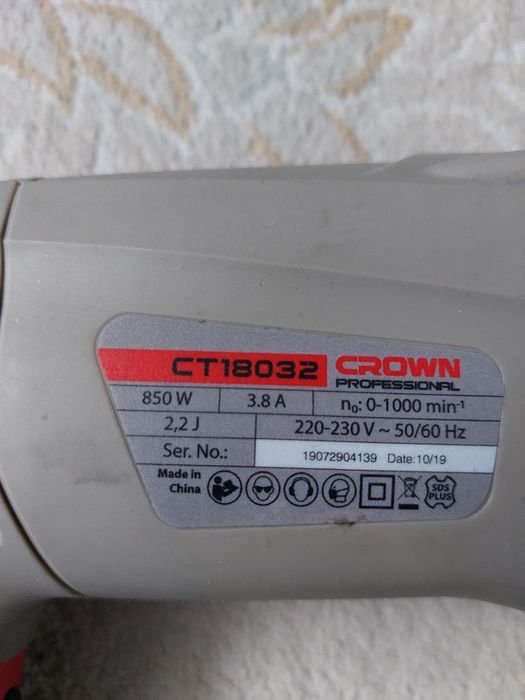 CT18032 CROWN
PROFESSIONAL
850 W 3.8 A n₀: 0-1000 min⁻¹
2,2 J 220-230 V ~ 50/60 Hz
Ser. No.: 19072904139 Date:10/19
Made in
China
SDS
PLUS